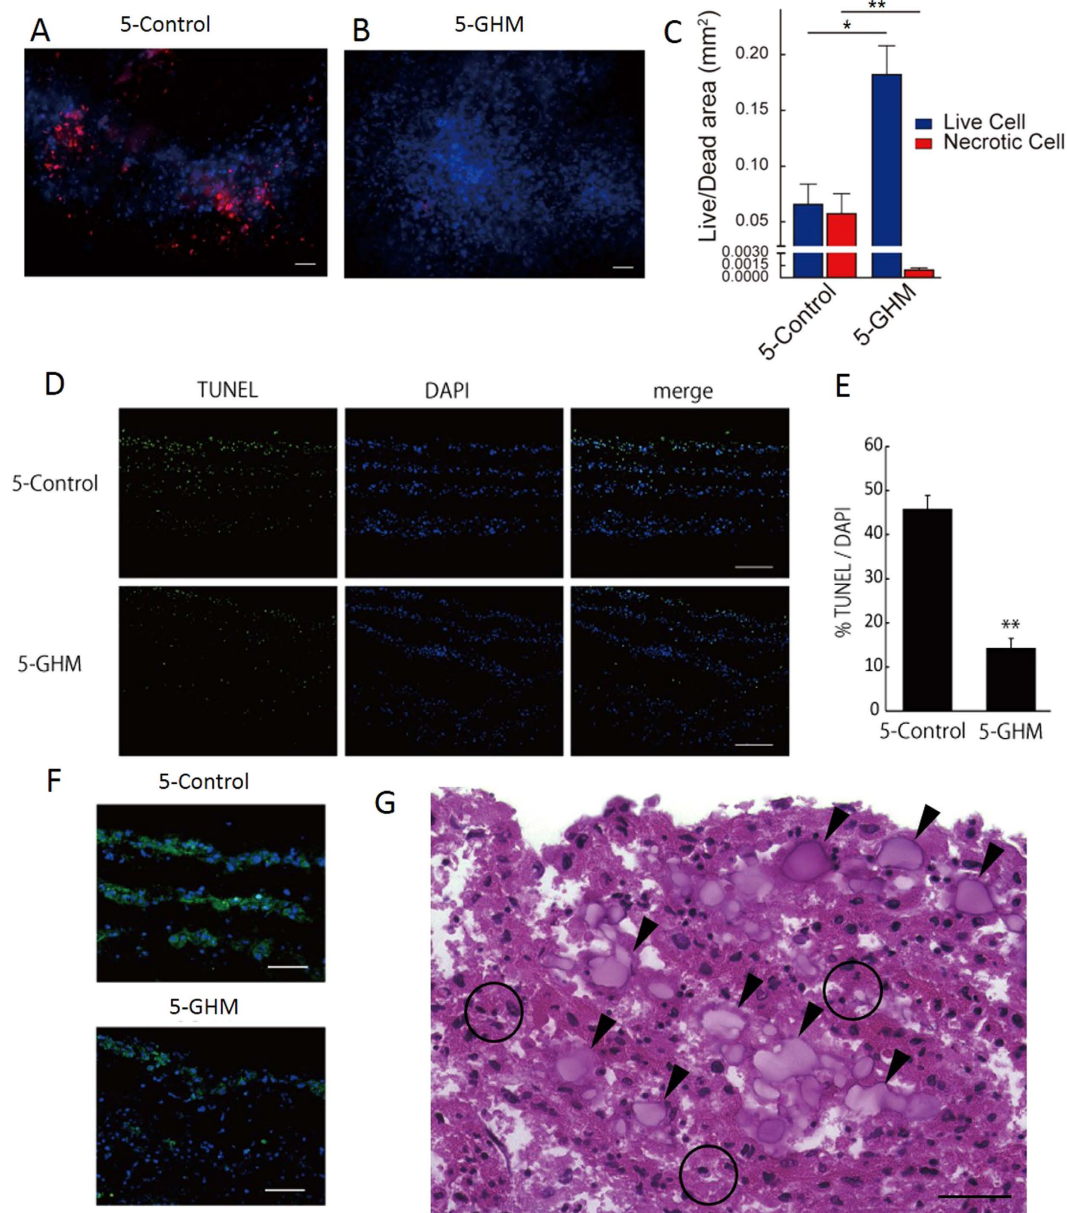 A 5-Control
B 5-GHM
C
Live/Dead area (mm²)
**
*
0.20
0.15
0.10
0.05
0.0030
0.0015
0.0000
Live Cell
Necrotic Cell
5-Control
5-GHM
D
TUNEL DAPI merge
5-Control
5-GHM
E
% TUNEL / DAPI
60
50
40
30
20
10
0
**
5-Control 5-GHM
F
5-Control
5-GHM
G